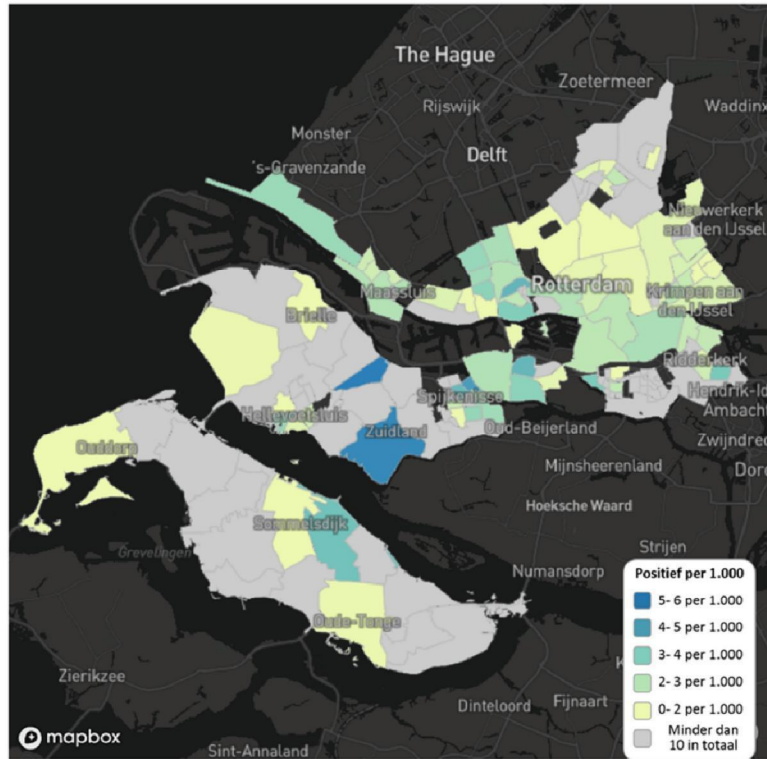 The Hague
Zoetermeer
Rijswijk
Waddinx
Monster
Delft
's-Gravenzande
Nieuwerkerk
aan den IJssel
Rotterdam
Maassluis
Krimpen aan
den IJssel
Brielle
Ridderkerk
Spijkenisse
Hendrik-Id
Ambacht
Hellevoetsluis
Zuidland
Oud-Beijerland
Zwijndrec
Ouddorp
Mijnsheerenland
Dore
Hoeksche Waard
Sommelsdijk
Strijen
Grevelingen
Numansdorp
Oude-Tonge
Zierikzee
Dinteloord
Fijnaart
Sint-Annaland
mapbox
Positief per 1.000
5- 6 per 1.000
4- 5 per 1.000
3- 4 per 1.000
2- 3 per 1.000
0- 2 per 1.000
Minder dan
10 in totaal